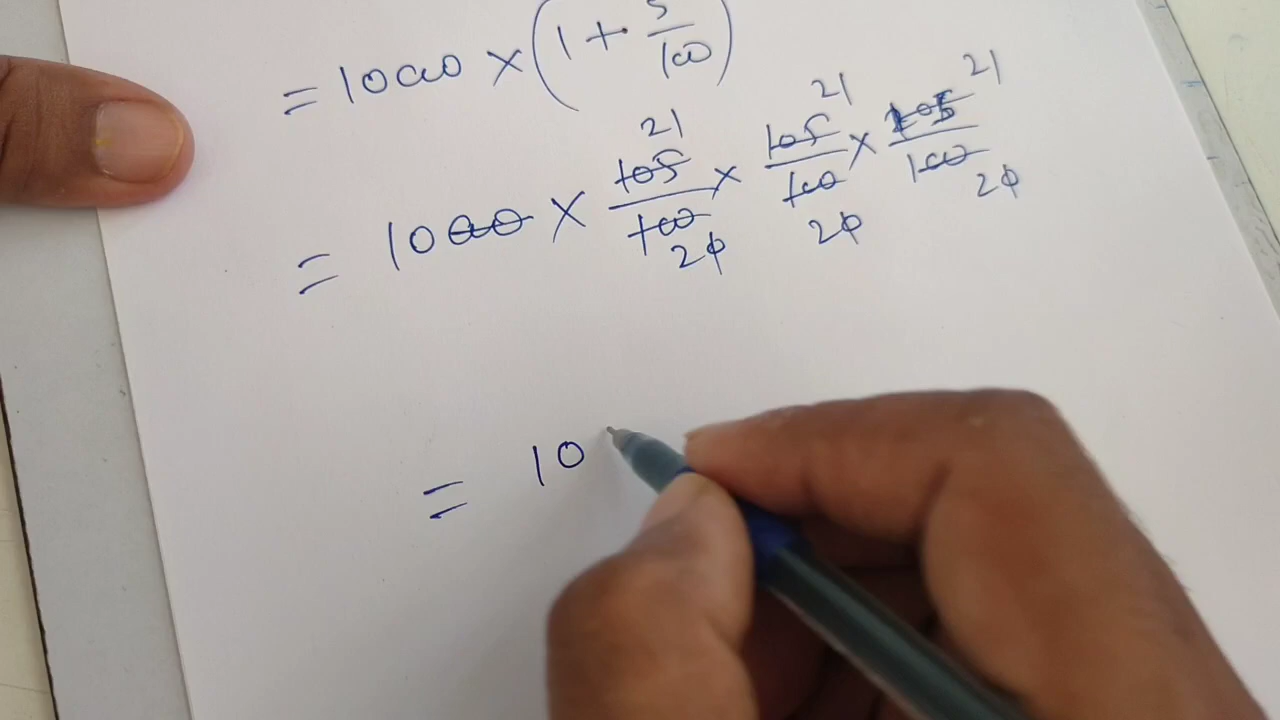 = 1000 × (1 + 5/100)
21 21 21
= 1000 × 105/100 × 105/100 × 105/100
20 20 20
= 10